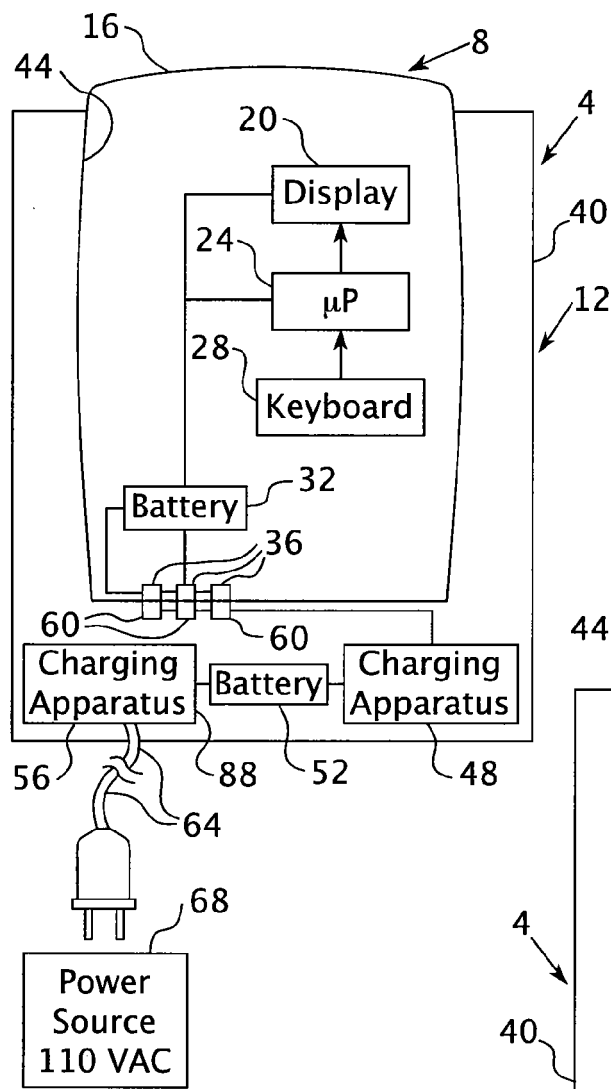 16
8
44
4
20
Display
40
24
12
μP
28
Keyboard
32
Battery
36
60
60
44
Charging
Apparatus
Battery
Charging
Apparatus
56
88
52
48
64
68
4
Power
Source
110 VAC
40